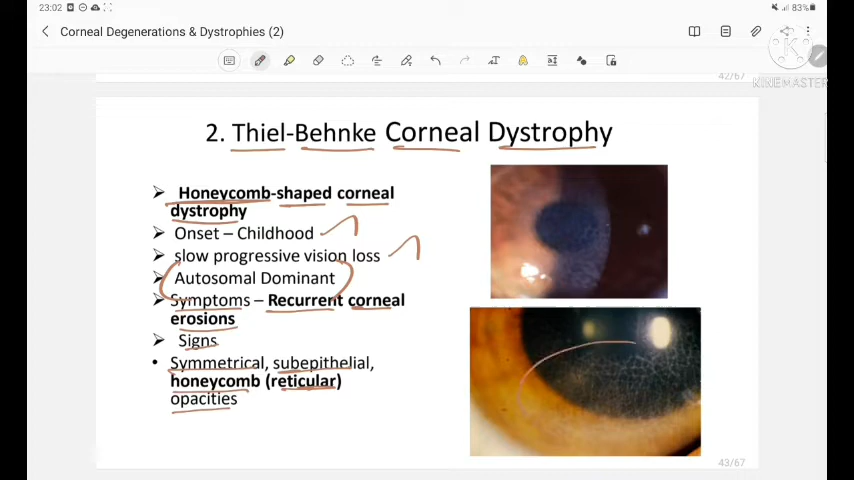 23:02
83%
Corneal Degenerations & Dystrophies (2)
KINEMASTER
42/67
2. Thiel-Behnke Corneal Dystrophy
➤ Honeycomb-shaped corneal
dystrophy
➤ Onset – Childhood
➤ slow progressive vision loss
➤ Autosomal Dominant
➤ Symptoms – Recurrent corneal
erosions
➤ Signs
• Symmetrical, subepithelial,
honeycomb (reticular)
opacities
43/67